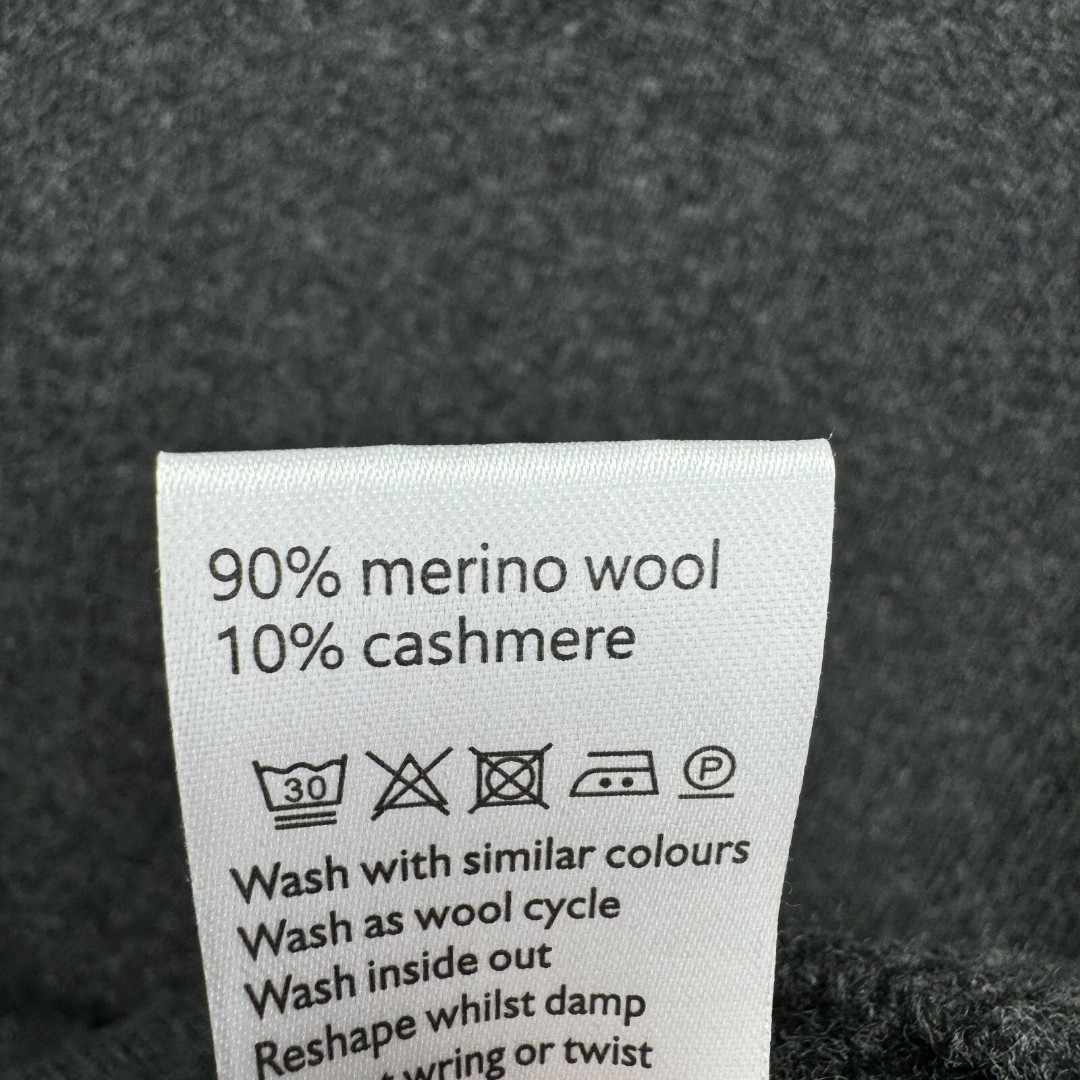 90% merino wool
10% cashmere
30 P
Wash with similar colours
Wash as wool cycle
Wash inside out
Reshape whilst damp
wring or twist